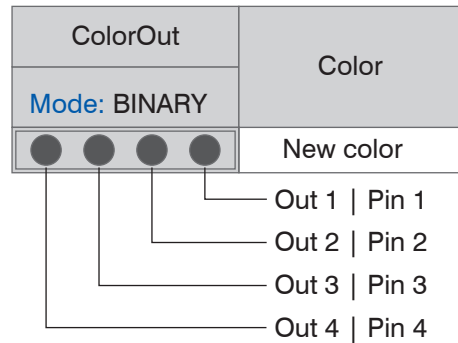 ColorOut
Color
Mode: BINARY
New color
Out 1 | Pin 1
Out 2 | Pin 2
Out 3 | Pin 3
Out 4 | Pin 4